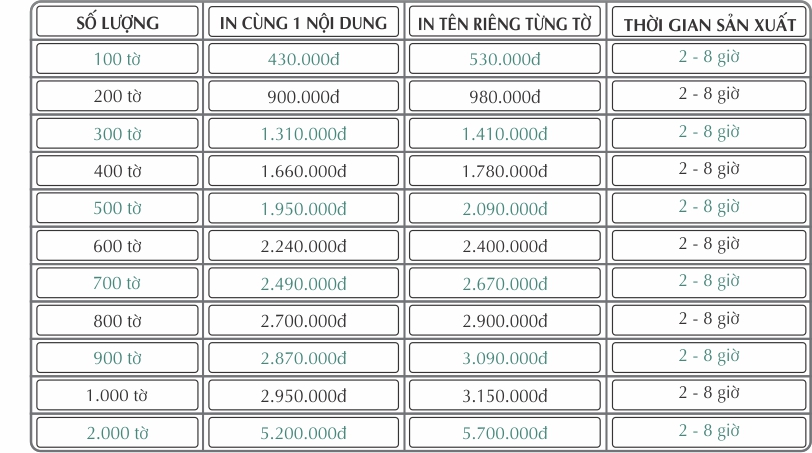 SỐ LƯỢNG IN CÙNG 1 NỘI DUNG IN TÊN RIÊNG TỪNG TỜ THỜI GIAN SẢN XUẤT
100 tờ 430.000đ 530.000đ 2 - 8 giờ
200 tờ 900.000đ 980.000đ 2 - 8 giờ
300 tờ 1.310.000đ 1.410.000đ 2 - 8 giờ
400 tờ 1.660.000đ 1.780.000đ 2 - 8 giờ
500 tờ 1.950.000đ 2.090.000đ 2 - 8 giờ
600 tờ 2.240.000đ 2.400.000đ 2 - 8 giờ
700 tờ 2.490.000đ 2.670.000đ 2 - 8 giờ
800 tờ 2.700.000đ 2.900.000đ 2 - 8 giờ
900 tờ 2.870.000đ 3.090.000đ 2 - 8 giờ
1.000 tờ 2.950.000đ 3.150.000đ 2 - 8 giờ
2.000 tờ 5.200.000đ 5.700.000đ 2 - 8 giờ